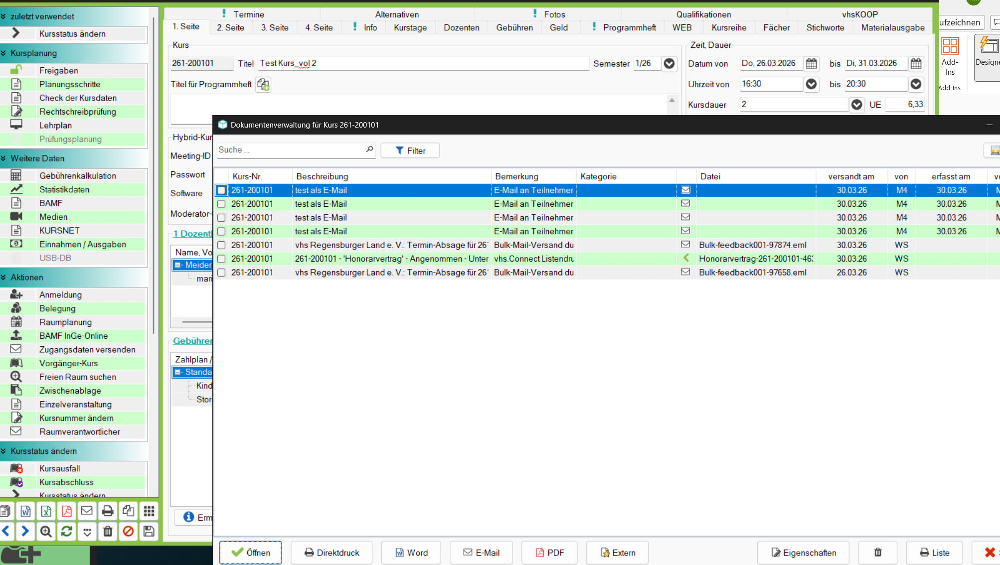 zuletzt verwendet
Kursstatus ändern
Kursplanung
Freigaben
Planungsschritte
Check der Kursdaten
Rechtschreibprüfung
Lehrplan
Prüfungsplanung
Weitere Daten
Gebührenkalkulation
Statistikdaten
BAMF
Medien
KURSNET
Einnahmen / Ausgaben
USB-DB
Aktionen
Anmeldung
Belegung
Raumplanung
BAMF InGe-Online
Zugangsdaten versenden
Vorgänger-Kurs
Freien Raum suchen
Zwischenablage
Einzelveranstaltung
Kursnummer ändern
Raumverantwortlicher
Kursstatus ändern
Kursausfall
Kursabschluss
Kursstatus ändern
! Termine Alternativen ! Fotos Qualifikationen vhsKOOP
1. Seite 2. Seite 3. Seite 4. Seite ! Info Kurstage Dozenten Gebühren Geld ! Programmheft WEB Kursreihe Fächer Stichworte Materialausgabe
Kurs
261-200101 Titel Test Kurs_vol 2 Semester 1/26
Titel für Programmheft
Zeit, Dauer
Datum von Do, 26.03.2026 bis Di, 31.03.2026
Uhrzeit von 16:30 bis 20:30
Kursdauer 2 UE 6,33
Hybrid-Kur
Meeting-ID
Passwort
Software
Moderator-
1 Dozent
Name, Vo
Meider
mari
Gebühren
Zahlplan /
Standa
Kind
Stor
Erm
ufzeichnen
Add-
Ins
Designe
Add-Ins
Dokumentenverwaltung für Kurs 261-200101
Suche ... Filter
Kurs-Nr. Beschreibung Bemerkung Kategorie Datei versandt am von erfasst am vo
261-200101 test als E-Mail E-Mail an Teilnehmer 30.03.26 M4 30.03.26 M
261-200101 test als E-Mail E-Mail an Teilnehmer 30.03.26 M4 30.03.26 M
261-200101 test als E-Mail E-Mail an Teilnehmer 30.03.26 M4 30.03.26 M
261-200101 test als E-Mail E-Mail an Teilnehmer 30.03.26 M4 30.03.26 M
261-200101 vhs Regensburger Land e. V.: Termin-Absage für 26 Bulk-Mail-Versand du Bulk-feedback001-97874.eml 30.03.26 WS
261-200101 261-200101 - 'Honorarvertrag' - Angenommen - Unter vhs.Connect Listendru Honorarvertrag-261-200101-463 30.03.26 WS
261-200101 vhs Regensburger Land e. V.: Termin-Absage für 26 Bulk-Mail-Versand du Bulk-feedback001-97658.eml 26.03.26 WS
Öffnen Direktdruck Word E-Mail PDF Extern Eigenschaften Liste